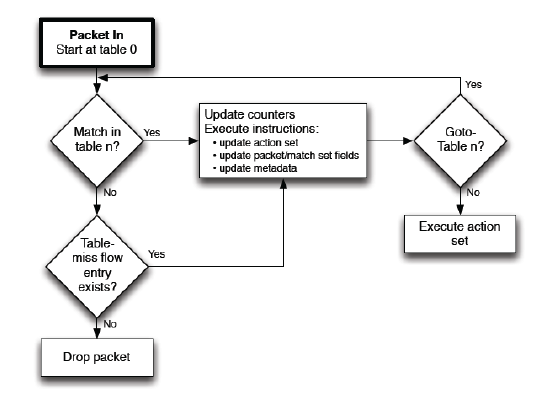 Packet In
Start at table 0
Yes
Match in
table n?
Yes
Update counters
Execute instructions:
• update action set
• update packet/match set fields
• update metadata
Goto-
Table n?
No
No
Table-
miss flow
entry
exists?
Yes
Execute action
set
No
Drop packet